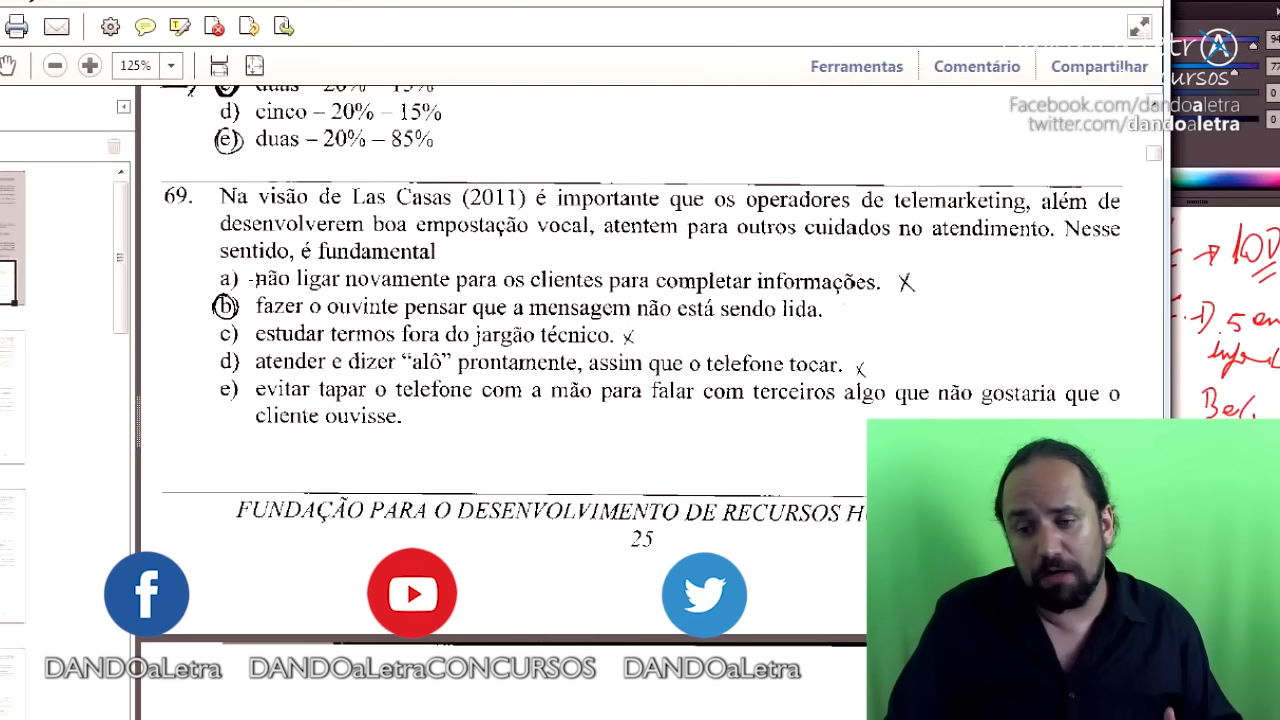 125%
Ferramentas
Comentário
Compartilhar
Facebook.com/dandoaletra
twitter.com/dandoaletra
duas – 20% – 15%
d) cinco – 20% – 15%
e) duas – 20% – 85%
69. Na visão de Las Casas (2011) é importante que os operadores de telemarketing, além de
desenvolverem boa empostação vocal, atentem para outros cuidados no atendimento. Nesse
sentido, é fundamental
a) não ligar novamente para os clientes para completar informações. X
b) fazer o ouvinte pensar que a mensagem não está sendo lida.
c) estudar termos fora do jargão técnico. x
d) atender e dizer “alô” prontamente, assim que o telefone tocar. x
e) evitar tapar o telefone com a mão para falar com terceiros algo que não gostaria que o
cliente ouvisse.
FUNDAÇÃO PARA O DESENVOLVIMENTO DE RECURSOS H
25
DANDOaLetra
DANDOaLetraCONCURSOS
DANDOaLetra